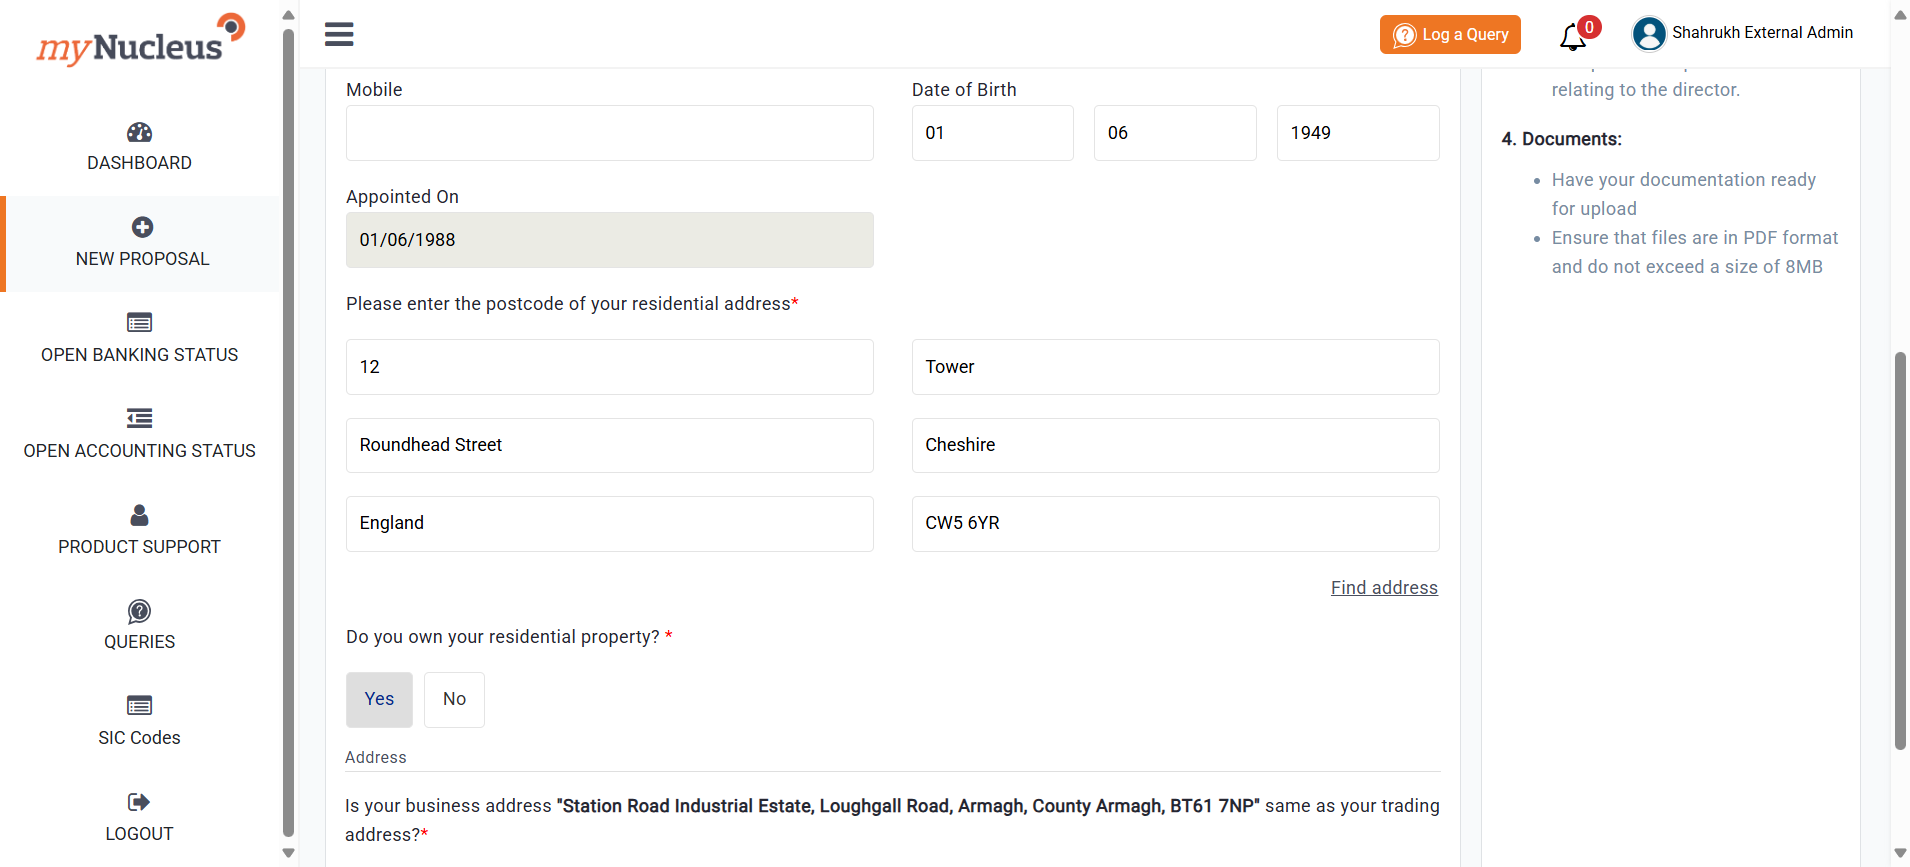 myNucleus
Log a Query
0
Shahrukh External Admin
DASHBOARD
NEW PROPOSAL
OPEN BANKING STATUS
OPEN ACCOUNTING STATUS
PRODUCT SUPPORT
QUERIES
SIC Codes
LOGOUT
Mobile
Date of Birth
01
06
1949
Appointed On
01/06/1988
Please enter the postcode of your residential address*
12
Tower
Roundhead Street
Cheshire
England
CW5 6YR
Find address
Do you own your residential property? *
Yes
No
Address
Is your business address "Station Road Industrial Estate, Loughgall Road, Armagh, County Armagh, BT61 7NP" same as your trading
address?*
relating to the director.
4. Documents:
Have your documentation ready
for upload
Ensure that files are in PDF format
and do not exceed a size of 8MB